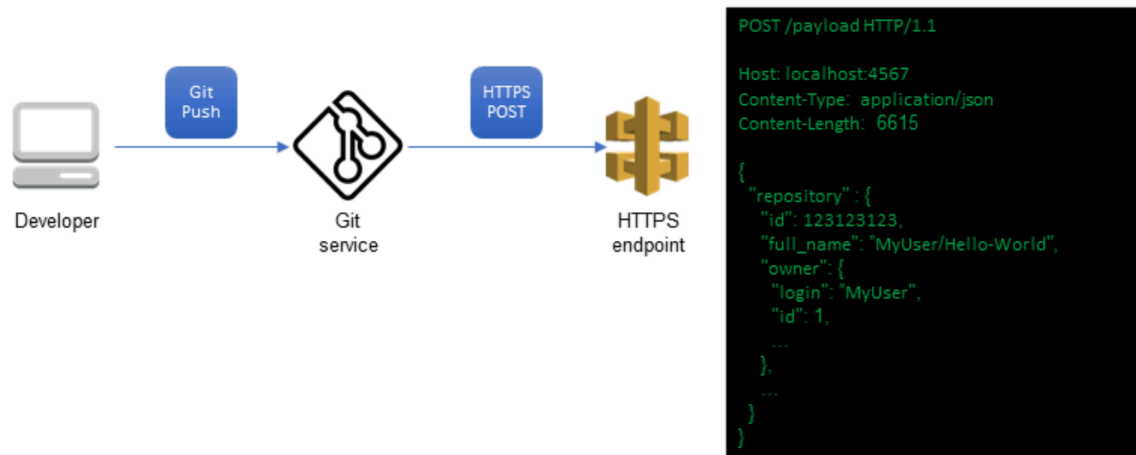 Git
Push
HTTPS
POST
Developer
Git
service
HTTPS
endpoint
POST /payload HTTP/1.1
Host: localhost:4567
Content-Type: application/json
Content-Length: 6615
{
"repository" : {
"id": 123123123,
"full_name": "MyUser/Hello-World",
"owner": {
"login": "MyUser",
"id": 1,
...
},
...
}
}